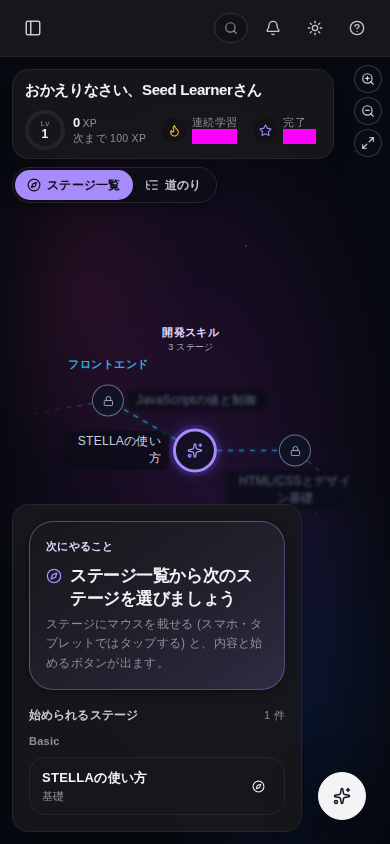 おかえりなさい、Seed Learnerさん
Lv
1
0 XP
次まで 100 XP
連続学習
完了
ステージ一覧
道のり
開発スキル
3 ステージ
フロントエンド
JavaScriptの値と制御
STELLAの使い
方
HTML/CSSとデザイ
ン基礎
次にやること
ステージ一覧から次のス
テージを選びましょう
ステージにマウスを載せる (スマホ・タ
ブレットではタップする) と、内容と始
めるボタンが出ます。
始められるステージ
1 件
Basic
STELLAの使い方
基礎